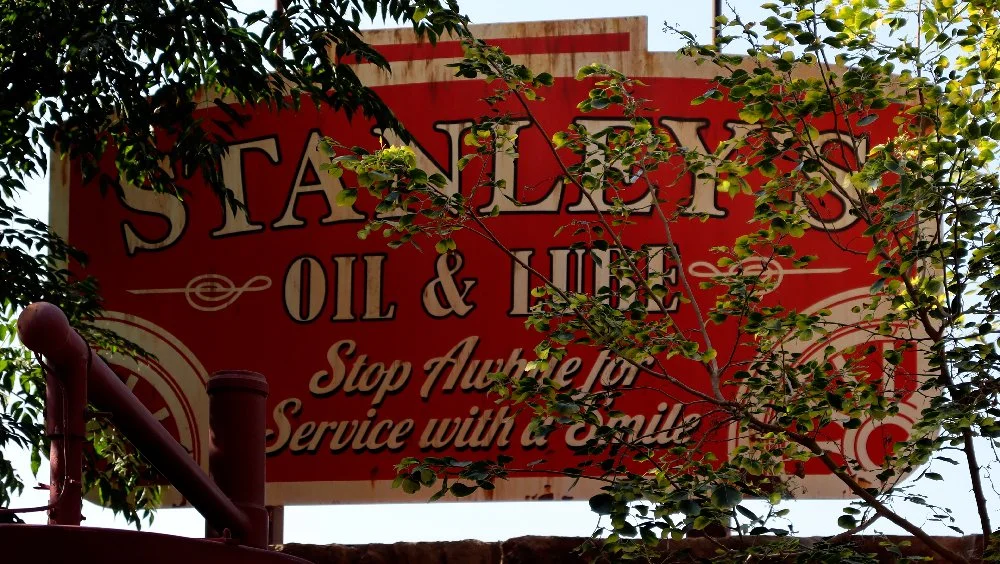 STANLEY'S
OIL & LUBE
Stop Awhile for
Service with a Smile